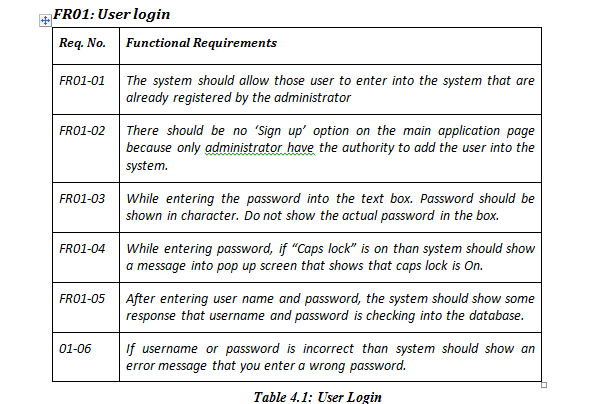 FR01: User login
Req. No. Functional Requirements
FR01-01 The system should allow those user to enter into the system that are
already registered by the administrator
FR01-02 There should be no ‘Sign up’ option on the main application page
because only administrator have the authority to add the user into the
system.
FR01-03 While entering the password into the text box. Password should be
shown in character. Do not show the actual password in the box.
FR01-04 While entering password, if “Caps lock” is on than system should show
a message into pop up screen that shows that caps lock is On.
FR01-05 After entering user name and password, the system should show some
response that username and password is checking into the database.
01-06 If username or password is incorrect than system should show an
error message that you enter a wrong password.
Table 4.1: User Login